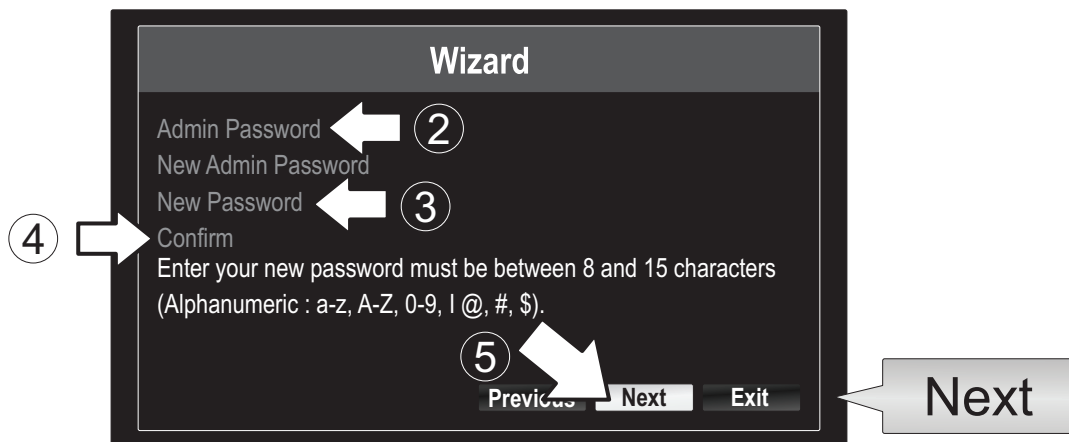 Wizard
Admin Password ②
New Admin Password
New Password ③
④ Confirm
Enter your new password must be between 8 and 15 characters
(Alphanumeric : a-z, A-Z, 0-9, I @, #, $).
⑤
Previous Next Exit
Next